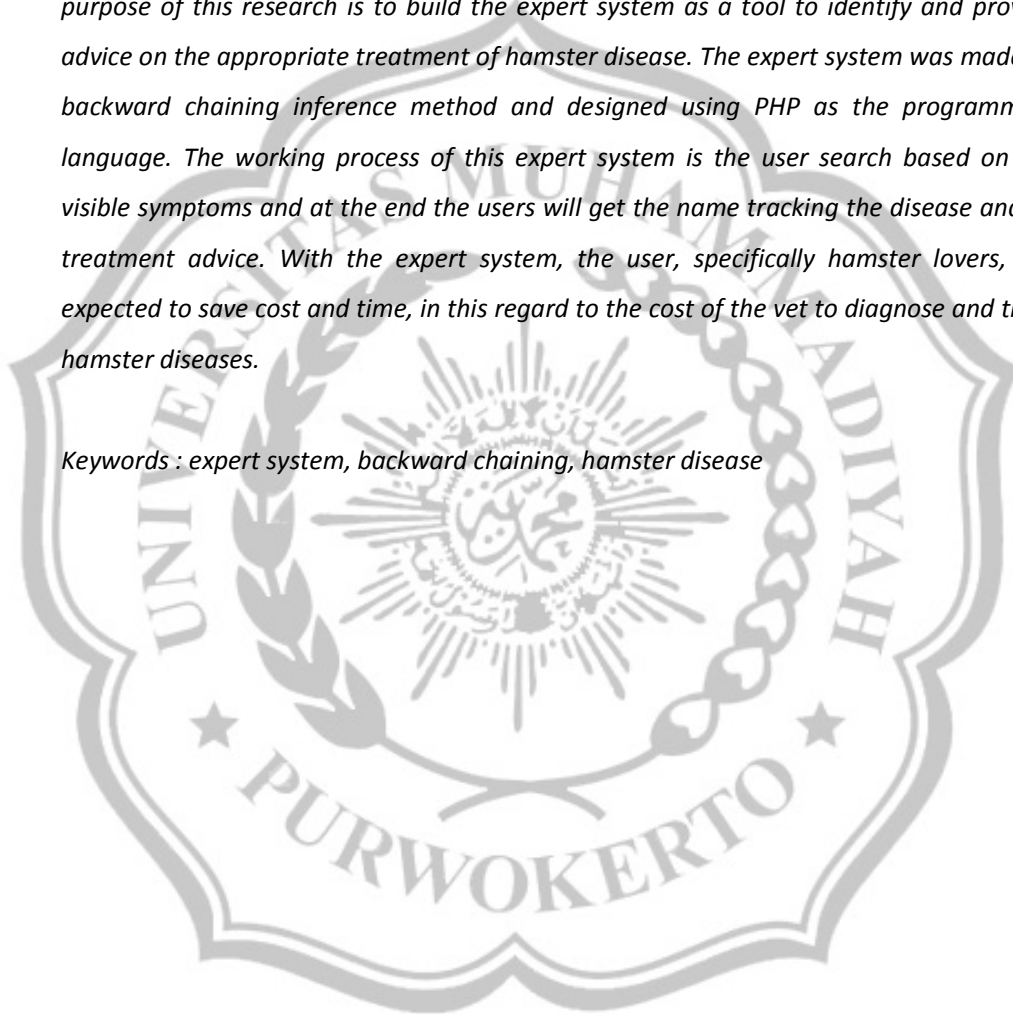 purpose of this research is to build the expert system as a tool to identify and prov
advice on the appropriate treatment of hamster disease. The expert system was made
backward chaining inference method and designed using PHP as the programm
language. The working process of this expert system is the user search based on
visible symptoms and at the end the users will get the name tracking the disease and
treatment advice. With the expert system, the user, specifically hamster lovers,
expected to save cost and time, in this regard to the cost of the vet to diagnose and t
hamster diseases.
Keywords : expert system, backward chaining, hamster disease
UNIVERSITAS MUHAMMADIYAH
PURWOKERTO